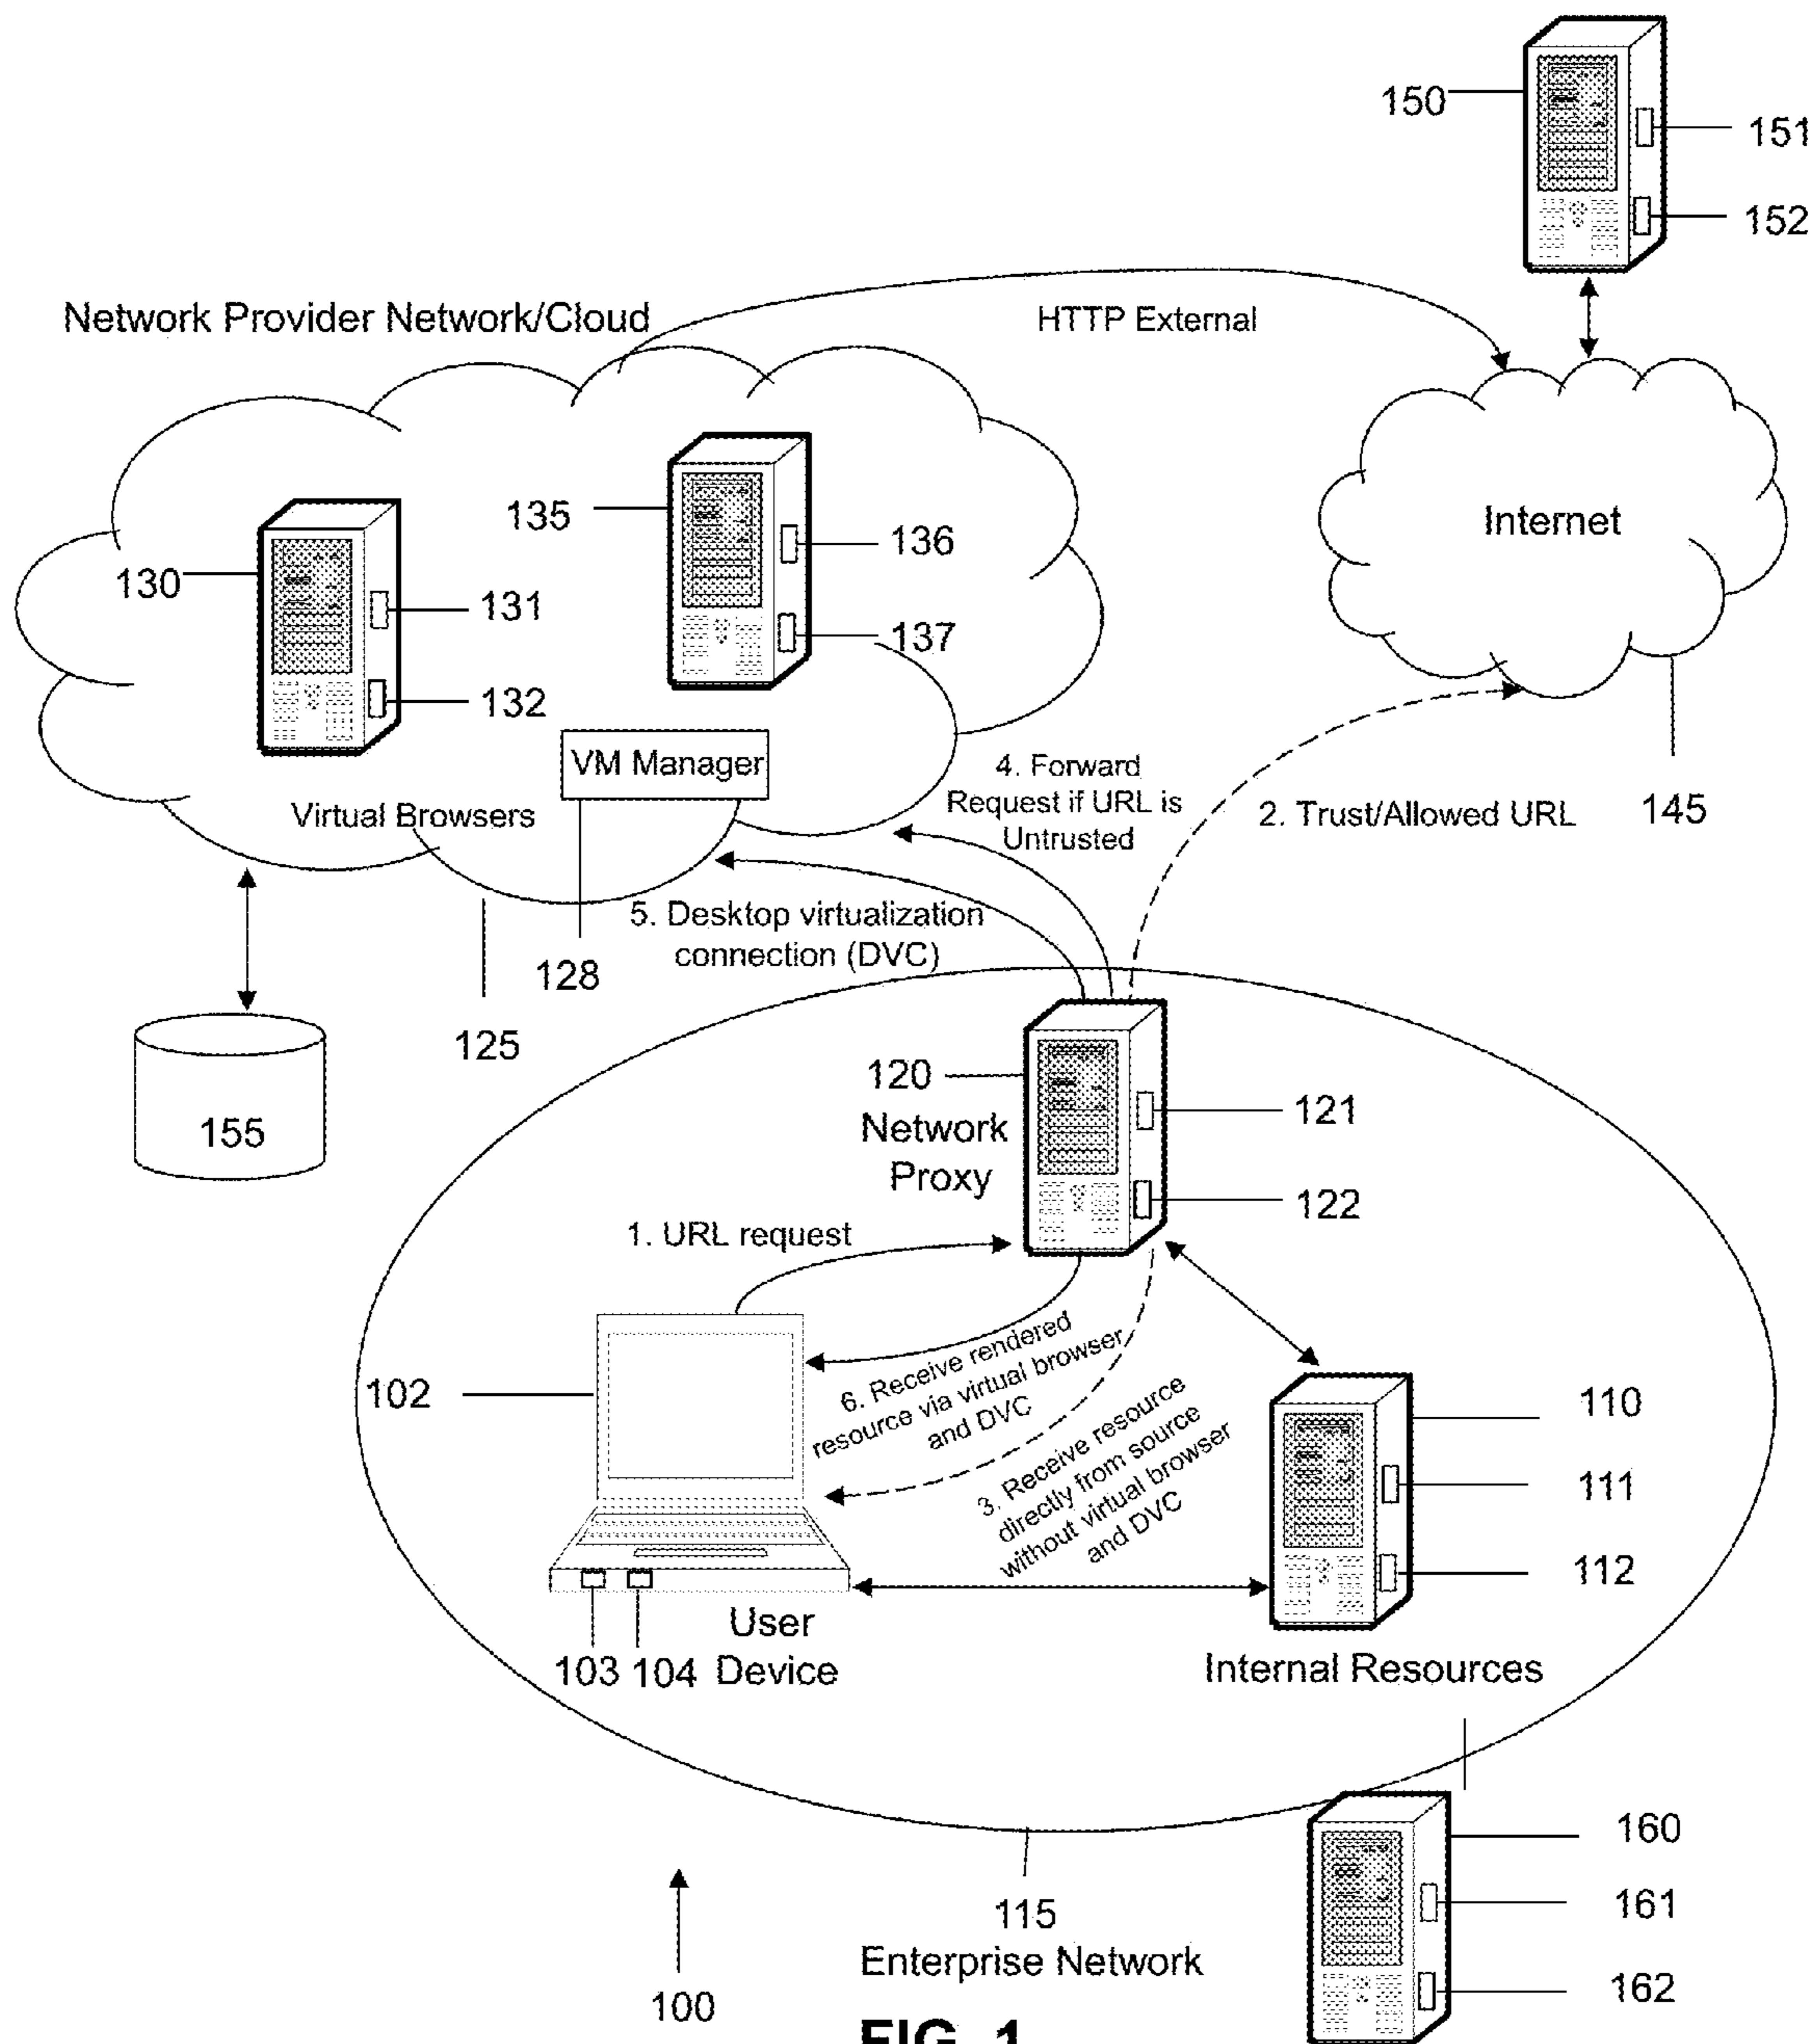 150
151
152
Network Provider Network/Cloud
HTTP External
135
136
137
130
131
132
Internet
VM Manager
Virtual Browsers
4. Forward
Request if URL is
Untrusted
2. Trust/Allowed URL
145
5. Desktop virtualization
connection (DVC)
128
125
155
120
Network
Proxy
121
122
1. URL request
6. Receive rendered
resource via virtual browser
and DVC
3. Receive resource
directly from source
without virtual browser
and DVC
102
110
111
112
103 104
User
Device
Internal Resources
160
161
162
115
Enterprise Network
100
FIG. 1